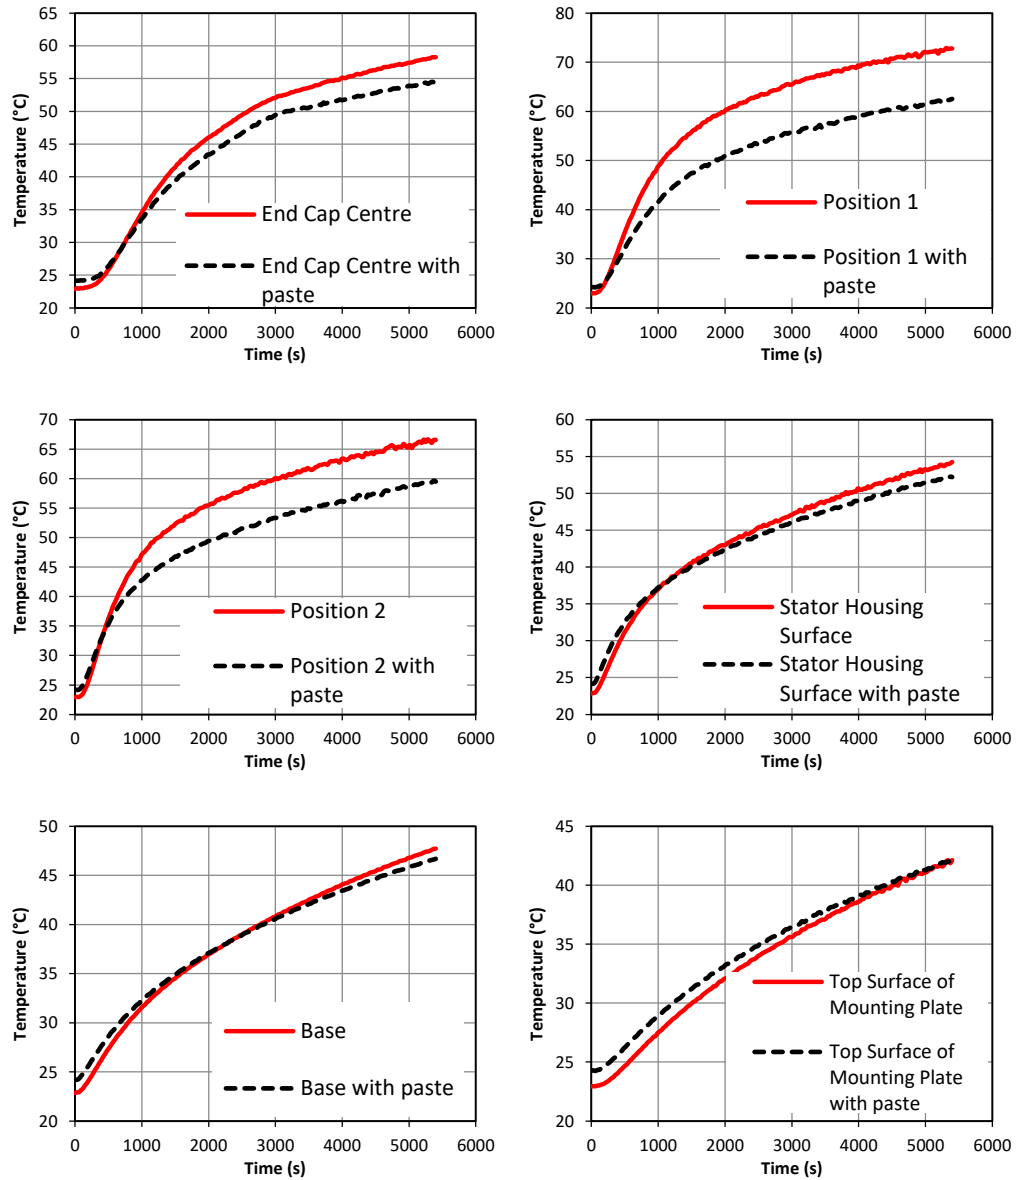 65
60
55
50
45
40
35
30
25
20
Temperature (°C)
End Cap Centre
End Cap Centre with
paste
0 1000 2000 3000 4000 5000 6000
Time (s)
80
70
60
50
40
30
20
Temperature (°C)
Position 1
Position 1 with
paste
0 1000 2000 3000 4000 5000 6000
Time (s)
70
65
60
55
50
45
40
35
30
25
20
Temperature (°C)
Position 2
Position 2 with
paste
0 1000 2000 3000 4000 5000 6000
Time (s)
60
55
50
45
40
35
30
25
20
Temperature (°C)
Stator Housing
Surface
Stator Housing
Surface with paste
0 1000 2000 3000 4000 5000 6000
Time (s)
50
45
40
35
30
25
20
Temperature (°C)
Base
Base with paste
0 1000 2000 3000 4000 5000 6000
Time (s)
45
40
35
30
25
20
Temperature (°C)
Top Surface of
Mounting Plate
Top Surface of
Mounting Plate
with paste
0 1000 2000 3000 4000 5000 6000
Time (s)